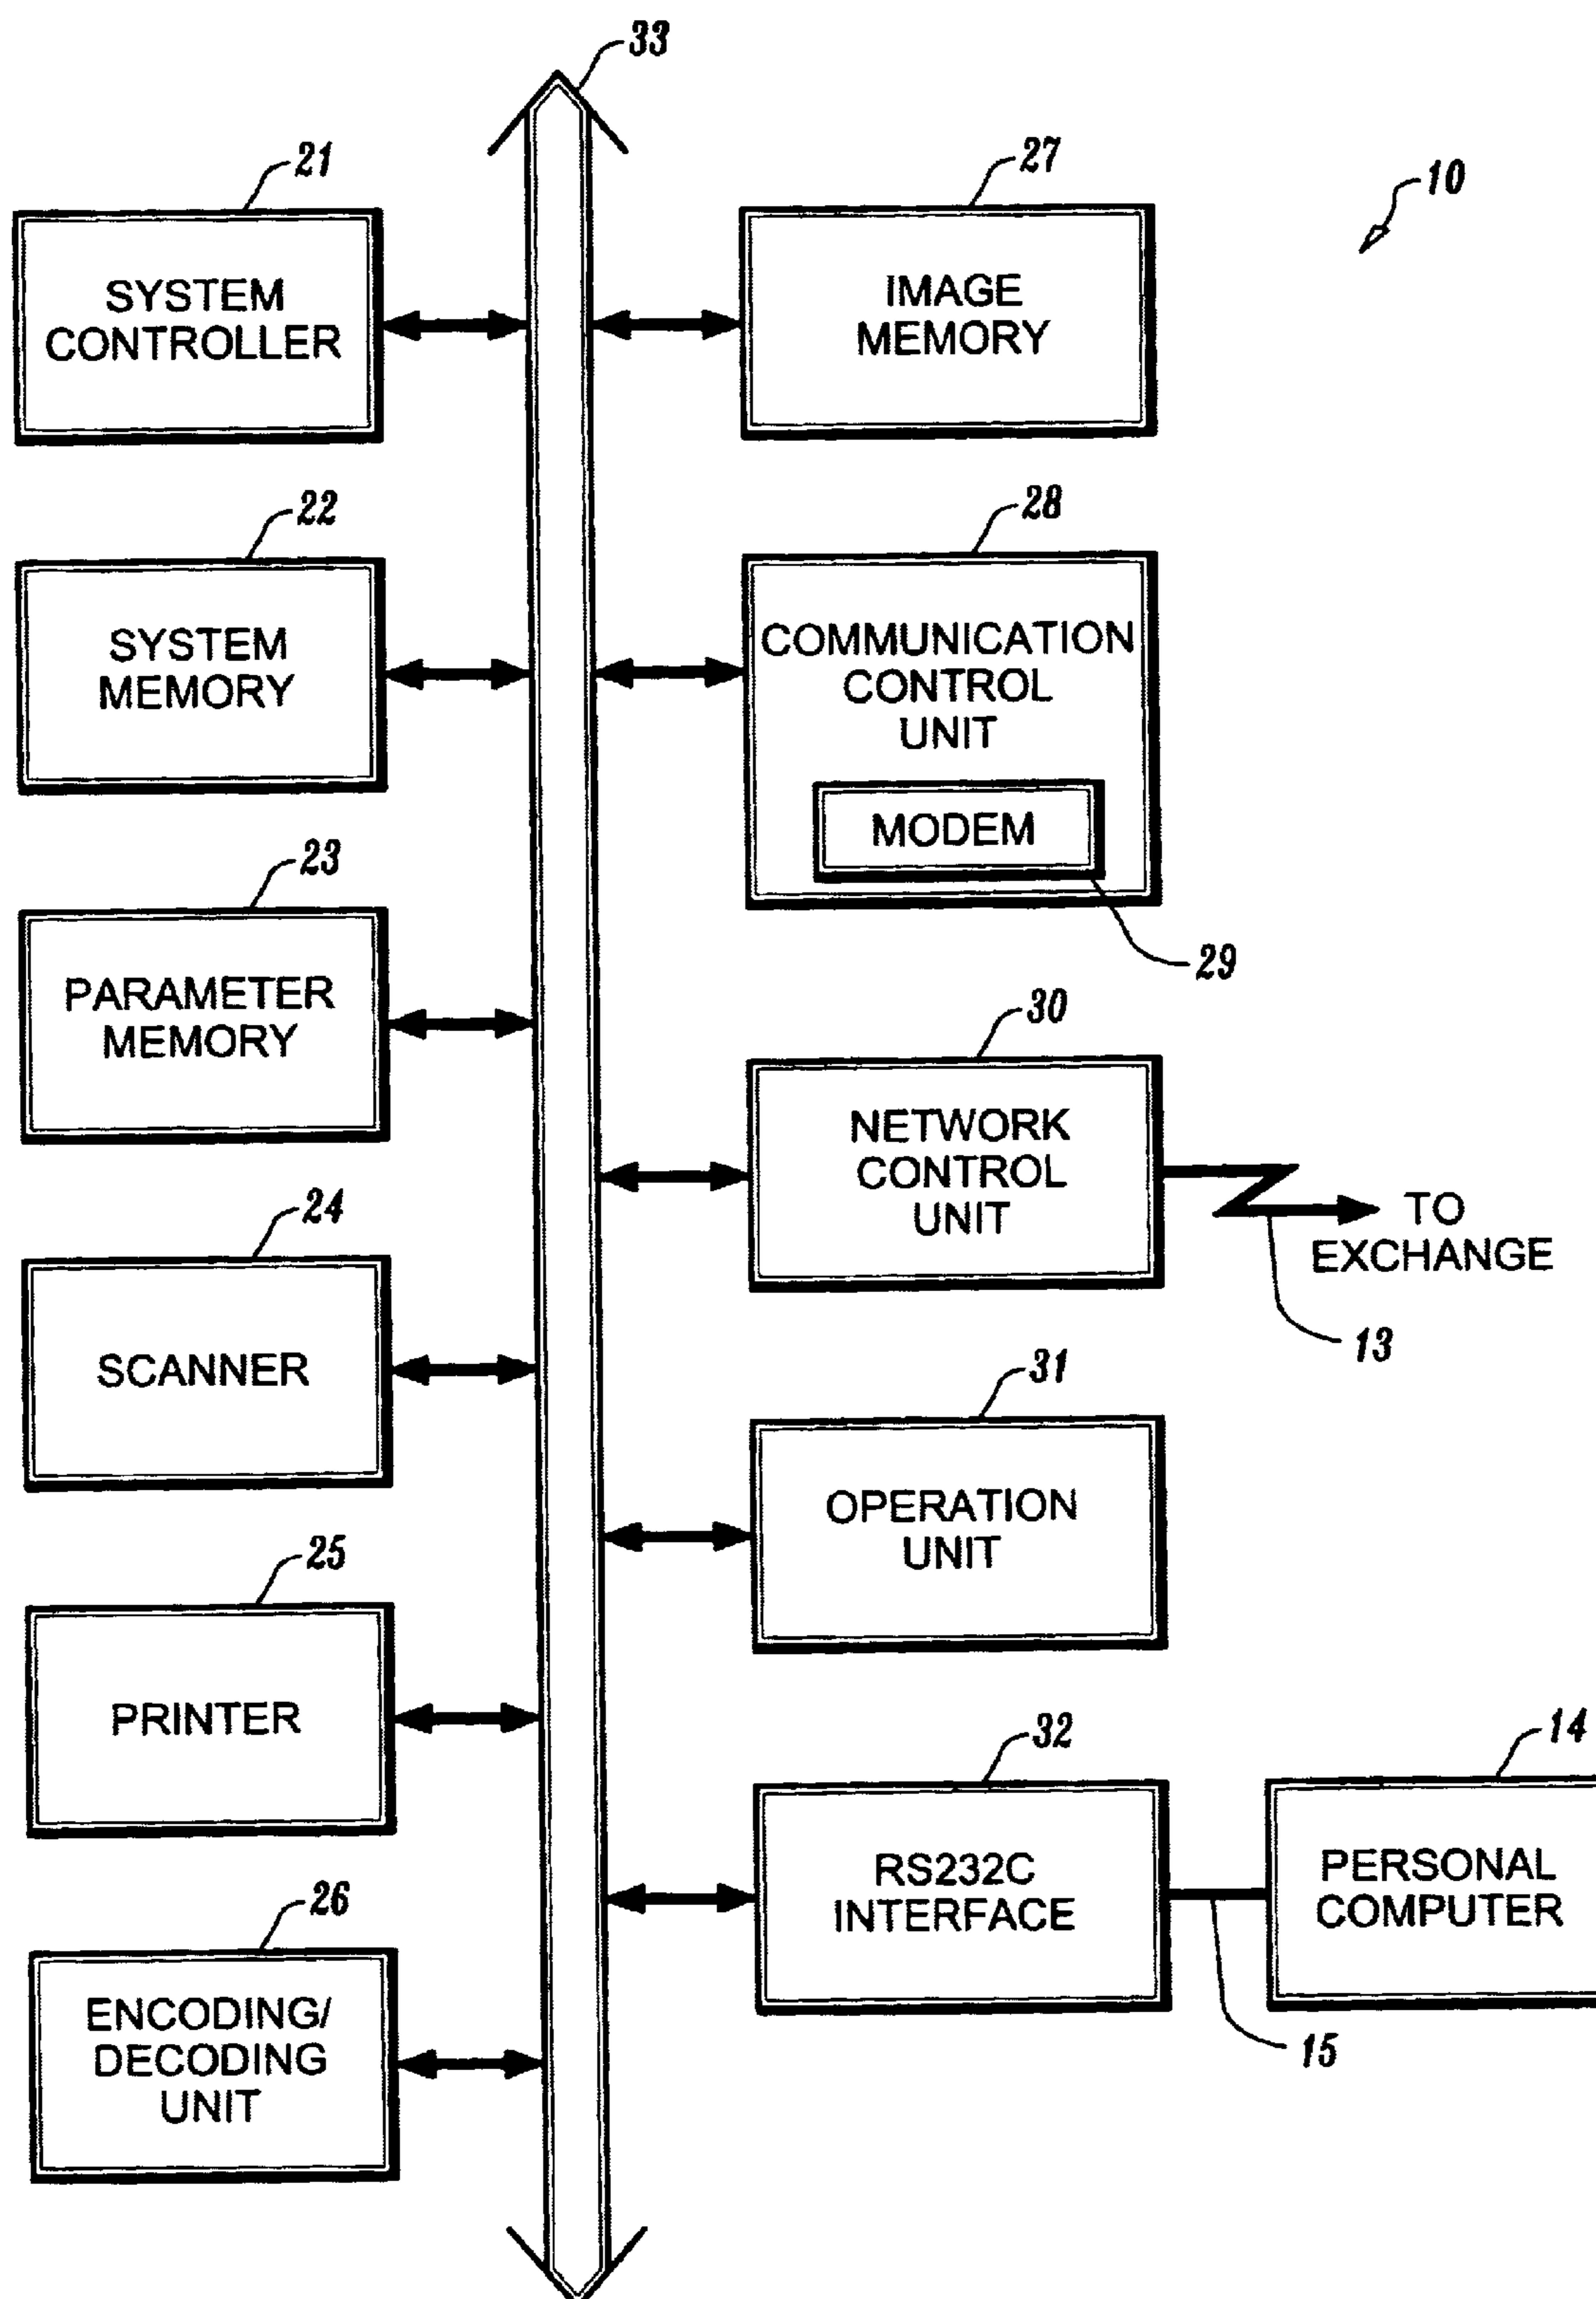 33
21
SYSTEM
CONTROLLER
27
IMAGE
MEMORY
10
22
SYSTEM
MEMORY
28
COMMUNICATION
CONTROL
UNIT
MODEM
29
23
PARAMETER
MEMORY
30
NETWORK
CONTROL
UNIT
TO
EXCHANGE
13
24
SCANNER
31
OPERATION
UNIT
25
PRINTER
32
RS232C
INTERFACE
14
PERSONAL
COMPUTER
15
26
ENCODING/
DECODING
UNIT